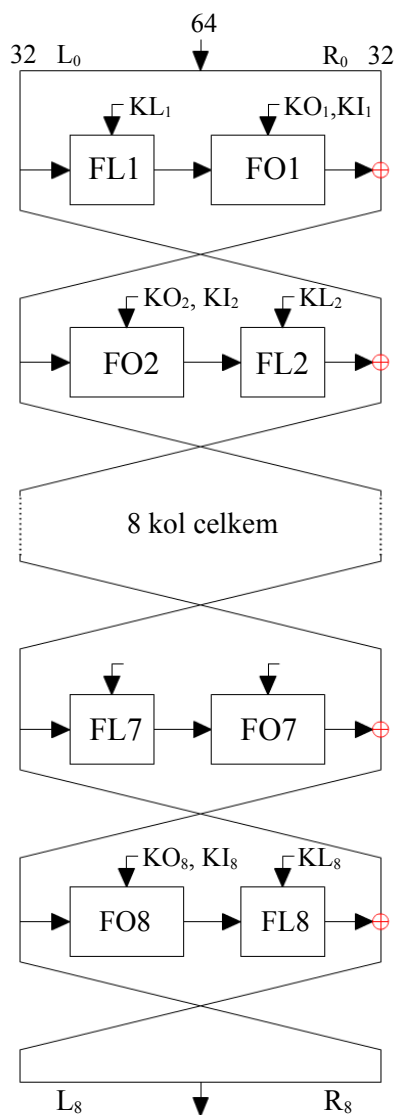 64
32 L₀ R₀ 32
KL₁ KO₁,KI₁
FL1 FO1
KO₂, KI₂ KL₂
FO2 FL2
8 kol celkem
FL7 FO7
KO₈, KI₈ KL₈
FO8 FL8
L₈ R₈